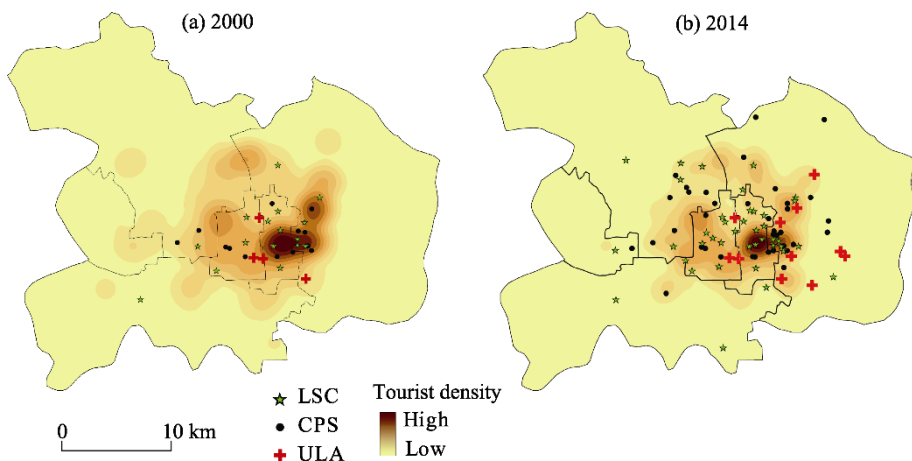 (a) 2000
(b) 2014
LSC
CPS
ULA
Tourist density
High
Low
0 10 km